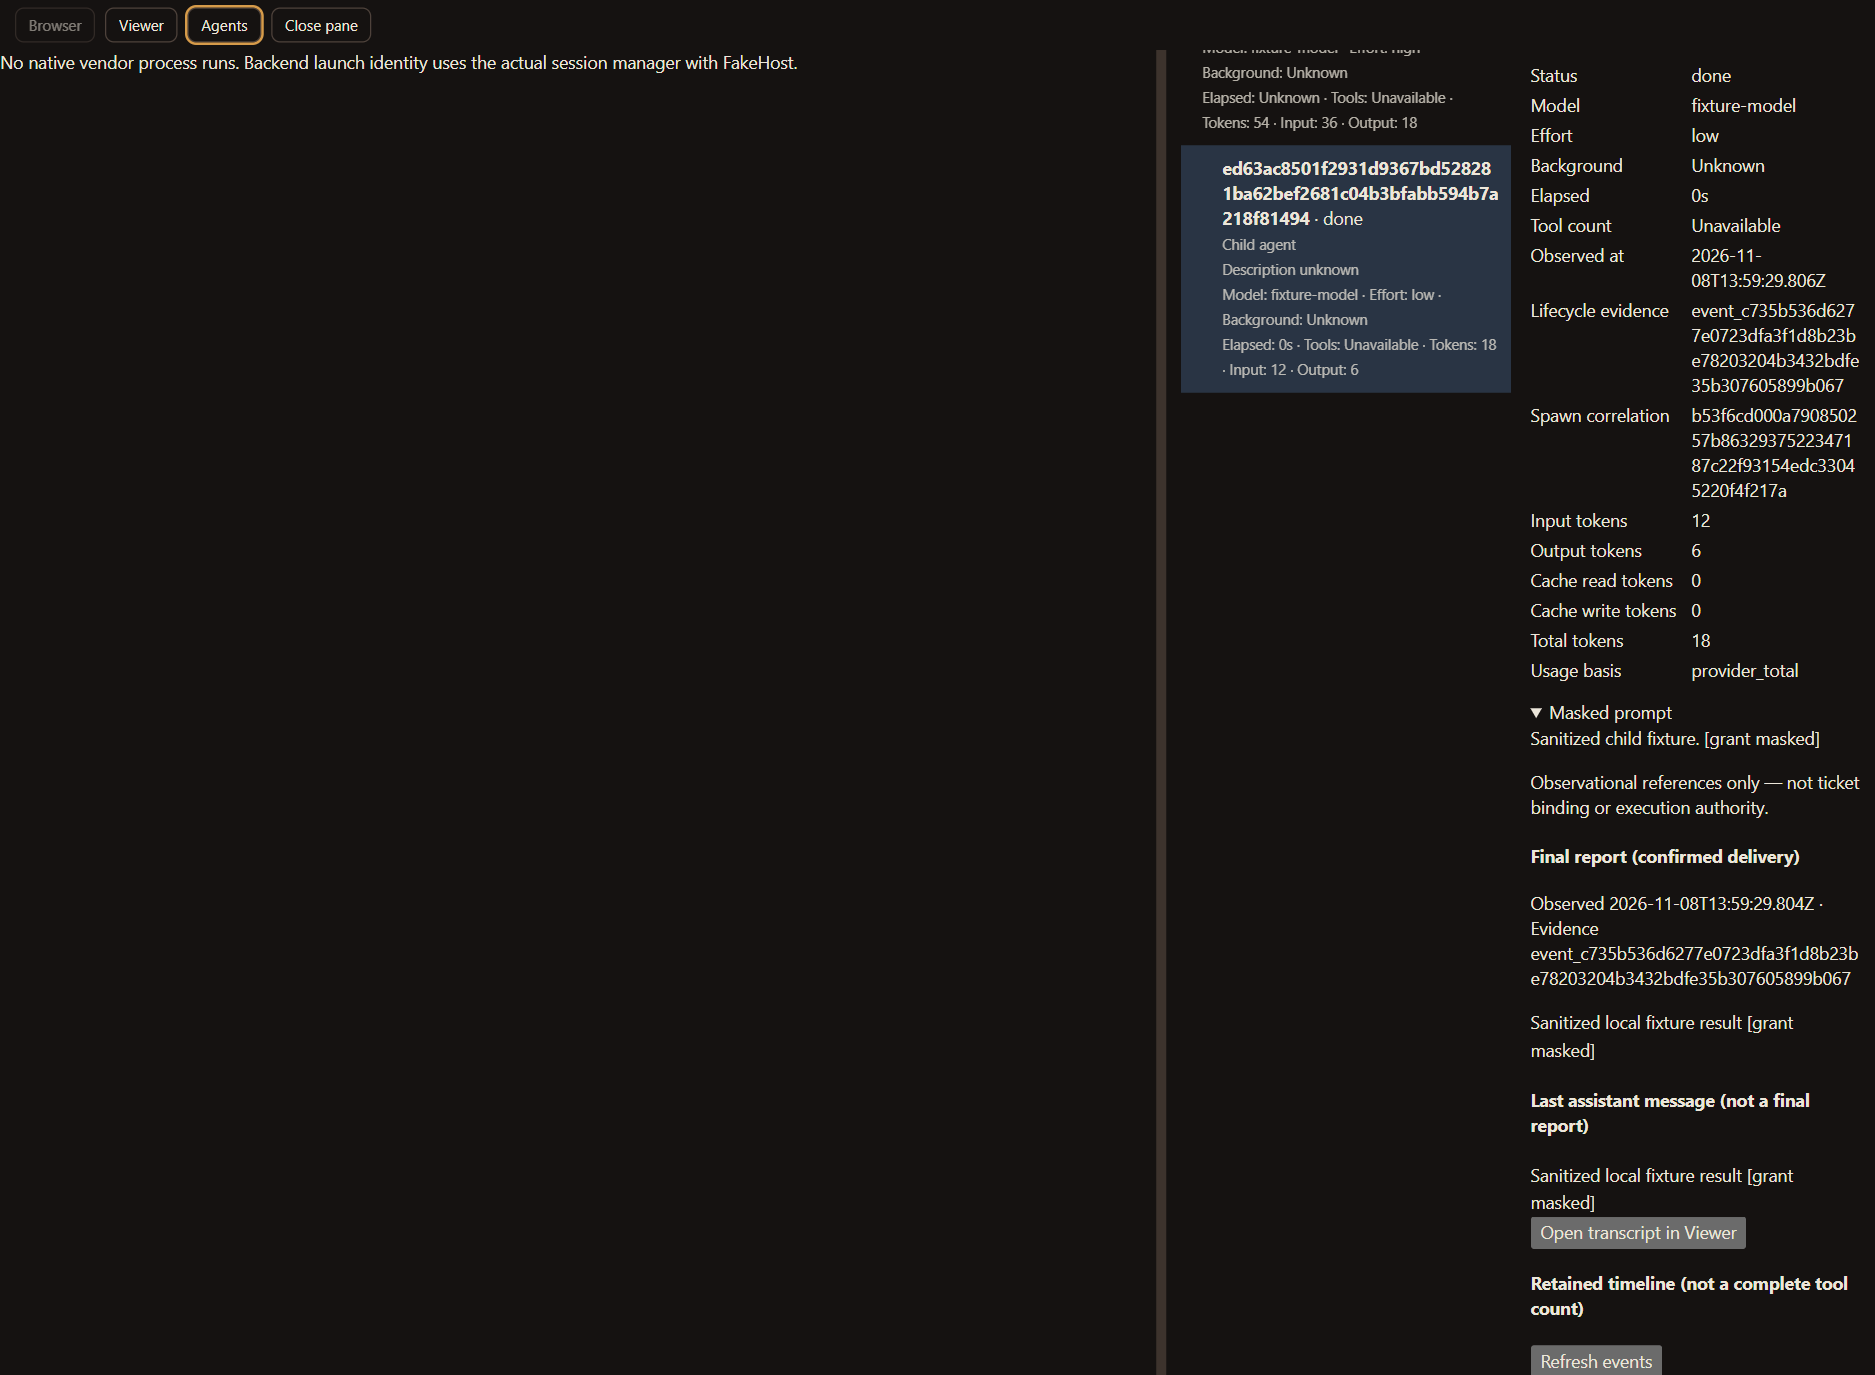 Browser
Viewer
Agents
Close pane
No native vendor process runs. Backend launch identity uses the actual session manager with FakeHost.
Model: fixture-model · Effort: high
Background: Unknown
Elapsed: Unknown · Tools: Unavailable ·
Tokens: 54 · Input: 36 · Output: 18
ed63ac8501f2931d9367bd52828
1ba62bef2681c04b3bfabb594b7a
218f81494 · done
Child agent
Description unknown
Model: fixture-model · Effort: low ·
Background: Unknown
Elapsed: 0s · Tools: Unavailable · Tokens: 18
· Input: 12 · Output: 6
Status done
Model fixture-model
Effort low
Background Unknown
Elapsed 0s
Tool count Unavailable
Observed at 2026-11-
08T13:59:29.806Z
Lifecycle evidence event_c735b536d627
7e0723dfa3f1d8b23b
e78203204b3432bdfe
35b307605899b067
Spawn correlation b53f6cd000a7908502
57b86329375223471
87c22f93154edc3304
5220f4f217a
Input tokens 12
Output tokens 6
Cache read tokens 0
Cache write tokens 0
Total tokens 18
Usage basis provider_total
▼ Masked prompt
Sanitized child fixture. [grant masked]
Observational references only — not ticket
binding or execution authority.
Final report (confirmed delivery)
Observed 2026-11-08T13:59:29.804Z ·
Evidence
event_c735b536d6277e0723dfa3f1d8b23b
e78203204b3432bdfe35b307605899b067
Sanitized local fixture result [grant
masked]
Last assistant message (not a final
report)
Sanitized local fixture result [grant
masked]
Open transcript in Viewer
Retained timeline (not a complete tool
count)
Refresh events